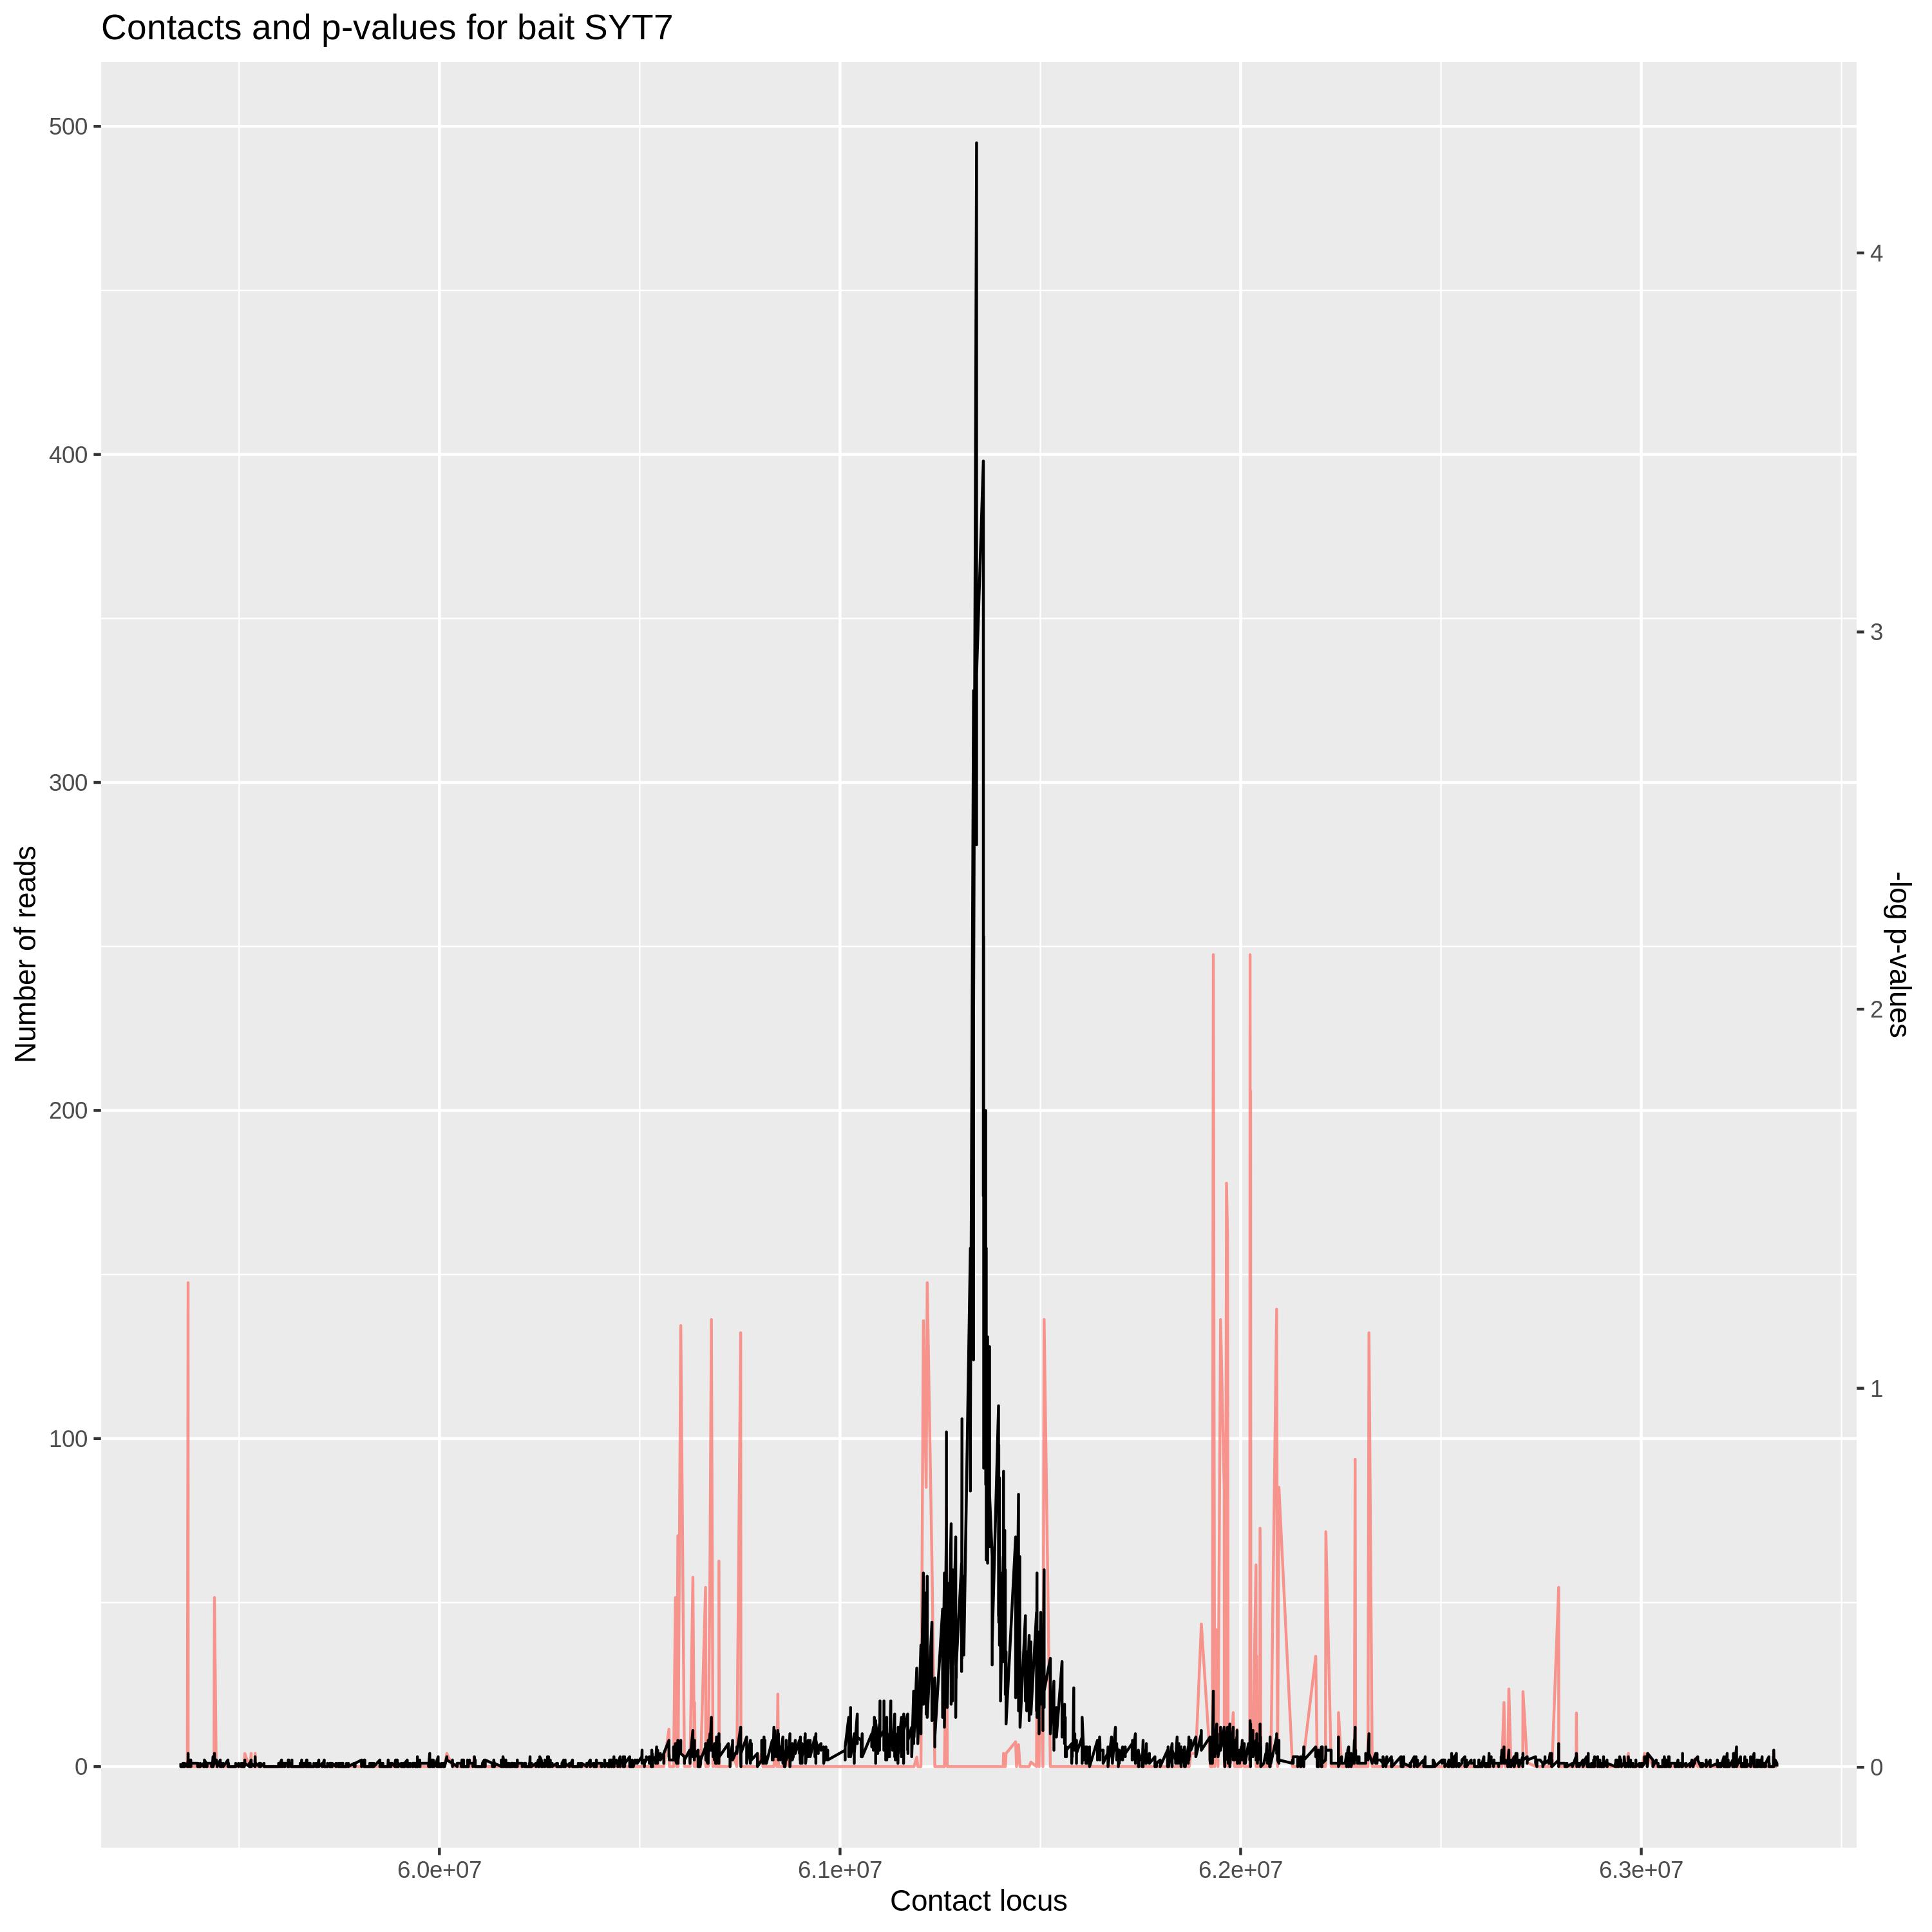 Contacts and p-values for bait SYT7
500
400
300
200
100
0
Number of reads
4
3
2
1
0
-log p-values
6.0e+07
6.1e+07
6.2e+07
6.3e+07
Contact locus